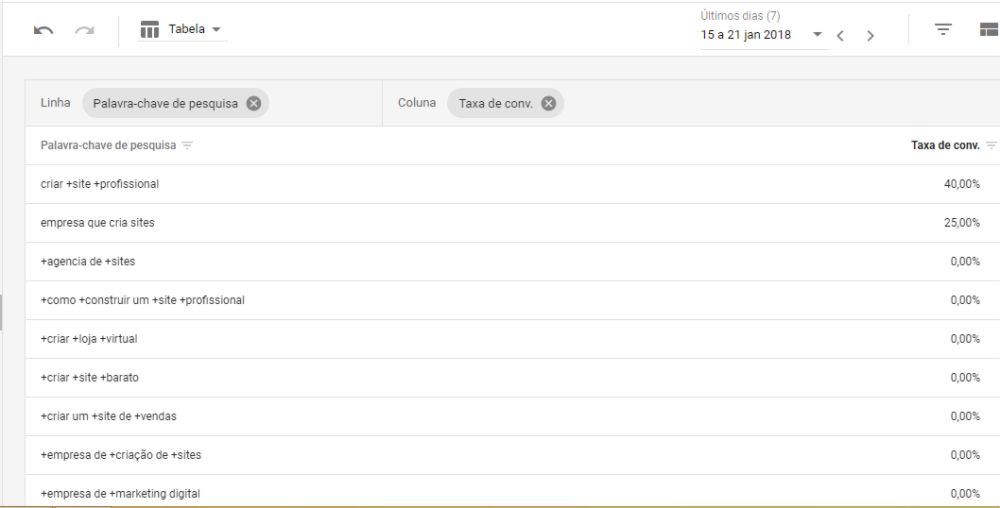 Últimos dias (7)
Tabela 15 a 21 jan 2018
Linha Palavra-chave de pesquisa Coluna Taxa de conv.
Palavra-chave de pesquisa Taxa de conv.
criar +site +profissional 40,00%
empresa que cria sites 25,00%
+agencia de +sites 0,00%
+como +construir um +site +profissional 0,00%
+criar +loja +virtual 0,00%
+criar +site +barato 0,00%
+criar um +site de +vendas 0,00%
+empresa de +criação de +sites 0,00%
+empresa de +marketing digital 0,00%